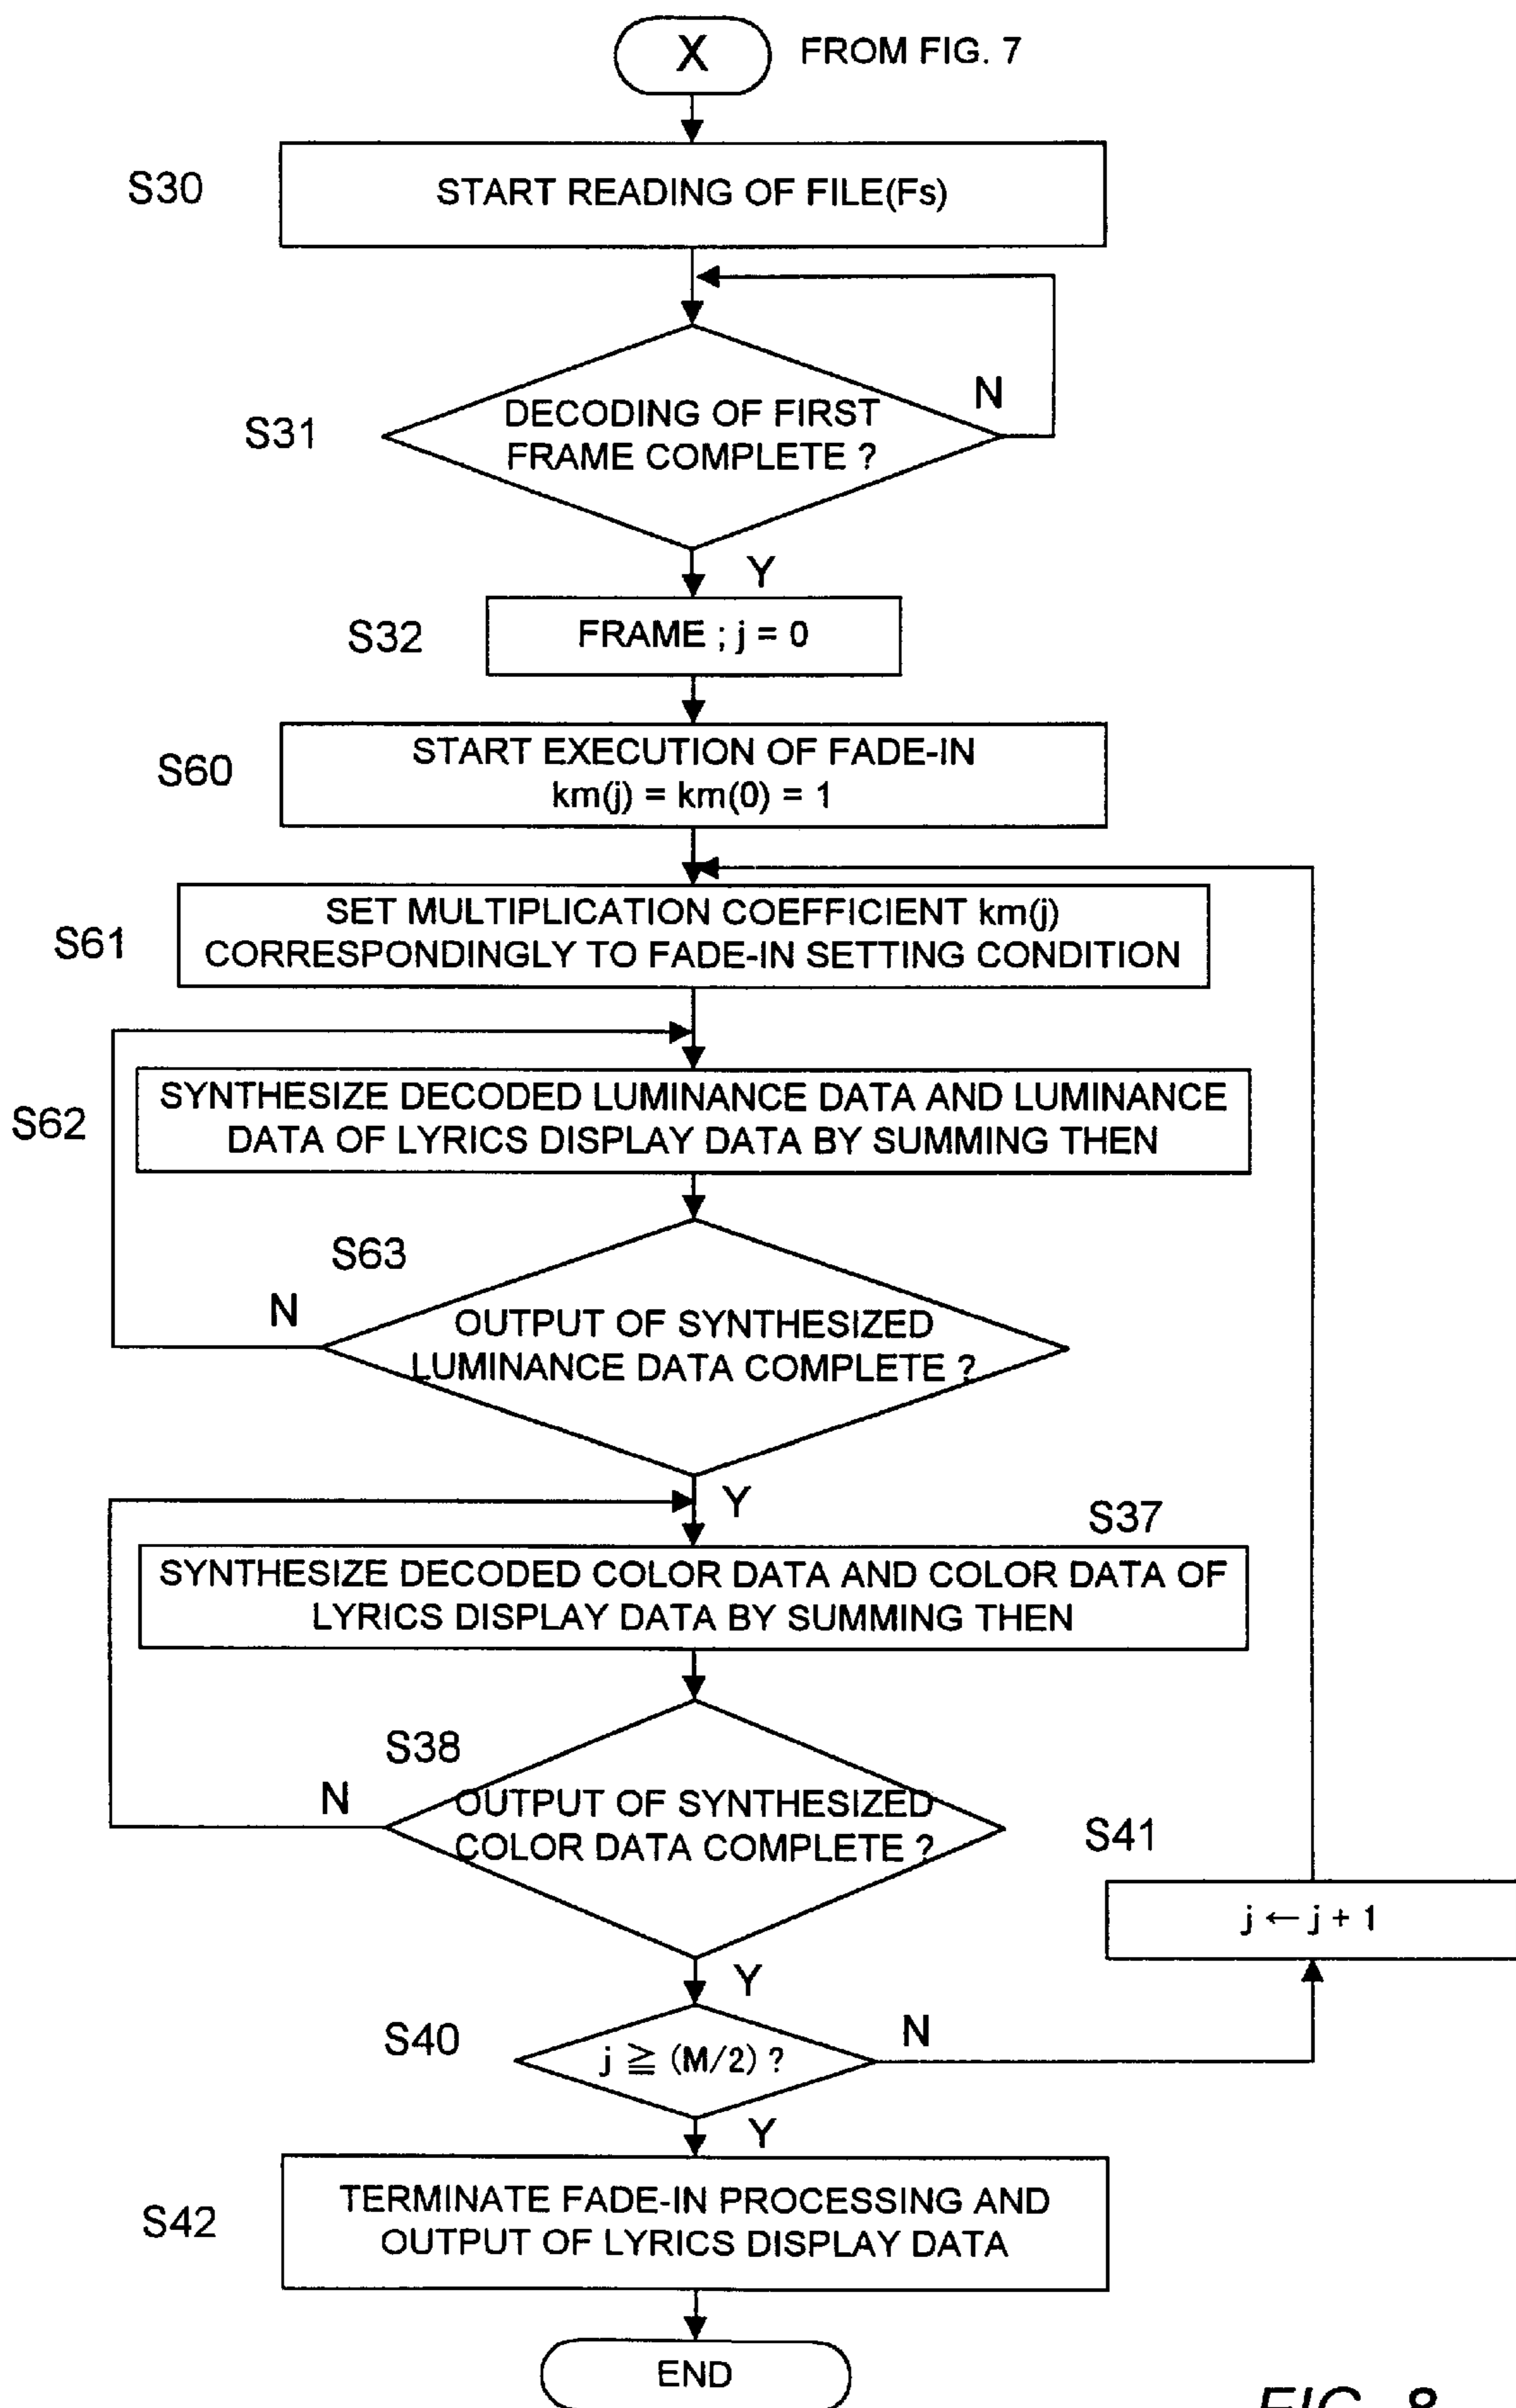 X FROM FIG. 7
S30
START READING OF FILE(Fs)
S31
DECODING OF FIRST
FRAME COMPLETE ?
N
Y
S32
FRAME ; j = 0
S60
START EXECUTION OF FADE-IN
km(j) = km(0) = 1
S61
SET MULTIPLICATION COEFFICIENT km(j)
CORRESPONDINGLY TO FADE-IN SETTING CONDITION
S62
SYNTHESIZE DECODED LUMINANCE DATA AND LUMINANCE
DATA OF LYRICS DISPLAY DATA BY SUMMING THEN
S63
N
OUTPUT OF SYNTHESIZED
LUMINANCE DATA COMPLETE ?
Y
S37
SYNTHESIZE DECODED COLOR DATA AND COLOR DATA OF
LYRICS DISPLAY DATA BY SUMMING THEN
S38
N
OUTPUT OF SYNTHESIZED
COLOR DATA COMPLETE ?
S41
j ← j + 1
Y
S40
j ≧ (M/2) ?
N
Y
S42
TERMINATE FADE-IN PROCESSING AND
OUTPUT OF LYRICS DISPLAY DATA
END
FIG. 8